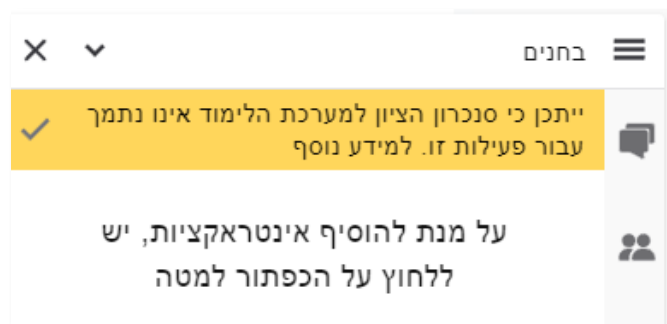 בחנים
ייתכן כי סנכרון הציון למערכת הלימוד אינו נתמך
עבור פעילות זו. למידע נוסף
על מנת להוסיף אינטראקציות, יש
ללחוץ על הכפתור למטה